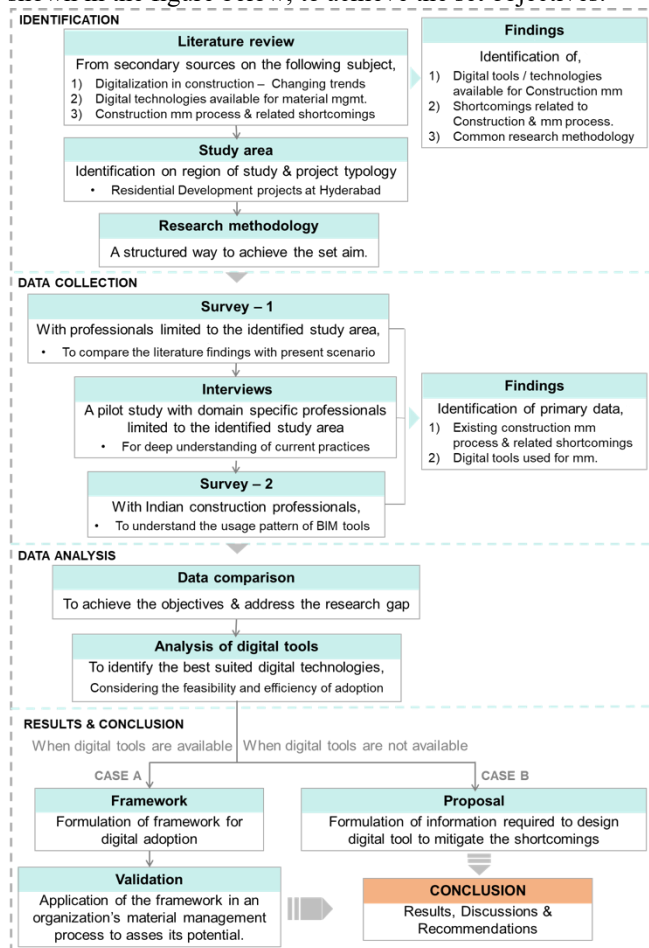 shown in the figure below, to achieve the set objectives.
IDENTIFICATION
Literature review
From secondary sources on the following subject,
1) Digitalization in construction – Changing trends
2) Digital technologies available for material mgmt.
3) Construction mm process & related shortcomings
Findings
Identification of,
1) Digital tools / technologies
available for Construction mm
2) Shortcomings related to
Construction & mm process.
3) Common research methodology
Study area
Identification on region of study & project typology
• Residential Development projects at Hyderabad
Research methodology
A structured way to achieve the set aim.
DATA COLLECTION
Survey – 1
With professionals limited to the identified study area,
• To compare the literature findings with present scenario
Interviews
A pilot study with domain specific professionals
limited to the identified study area
• For deep understanding of current practices
Findings
Identification of primary data,
1) Existing construction mm
process & related shortcomings
2) Digital tools used for mm.
Survey – 2
With Indian construction professionals,
• To understand the usage pattern of BIM tools
DATA ANALYSIS
Data comparison
To achieve the objectives & address the research gap
Analysis of digital tools
To identify the best suited digital technologies,
Considering the feasibility and efficiency of adoption
RESULTS & CONCLUSION
When digital tools are available
When digital tools are not available
CASE A
CASE B
Framework
Formulation of framework for
digital adoption
Proposal
Formulation of information required to design
digital tool to mitigate the shortcomings
Validation
Application of the framework in an
organization's material management
process to asses its potential.
CONCLUSION
Results, Discussions &
Recommendations